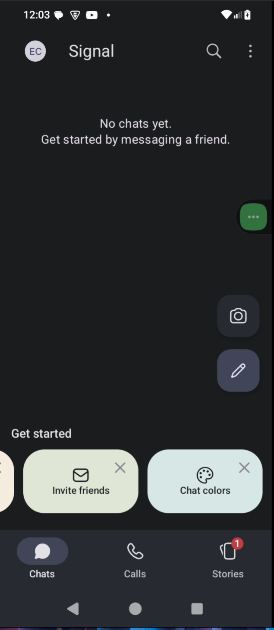 12:03
EC
Signal
No chats yet.
Get started by messaging a friend.
Get started
Invite friends
Chat colors
1
Chats
Calls
Stories